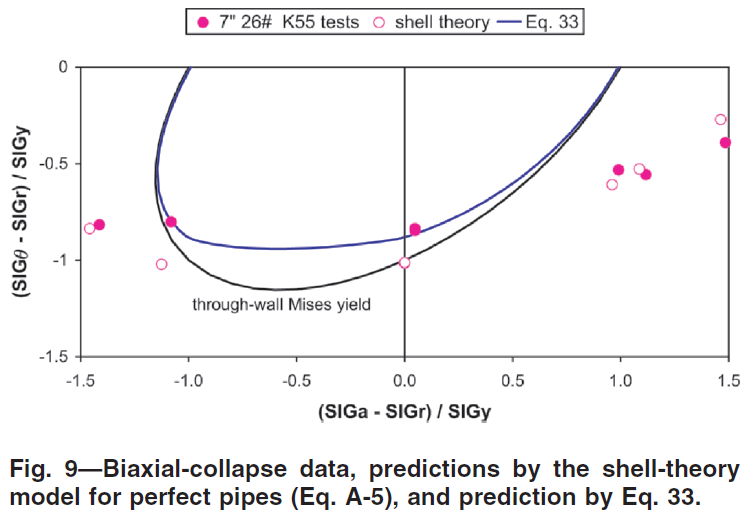 7" 26# K55 tests shell theory Eq. 33
0
-0.5
-1
-1.5
(SIGθ - SIGr) / SIGy
through-wall Mises yield
-1.5 -1.0 -0.5 0.0 0.5 1.0 1.5
(SIGa - SIGr) / SIGy
Fig. 9—Biaxial-collapse data, predictions by the shell-theory
model for perfect pipes (Eq. A-5), and prediction by Eq. 33.